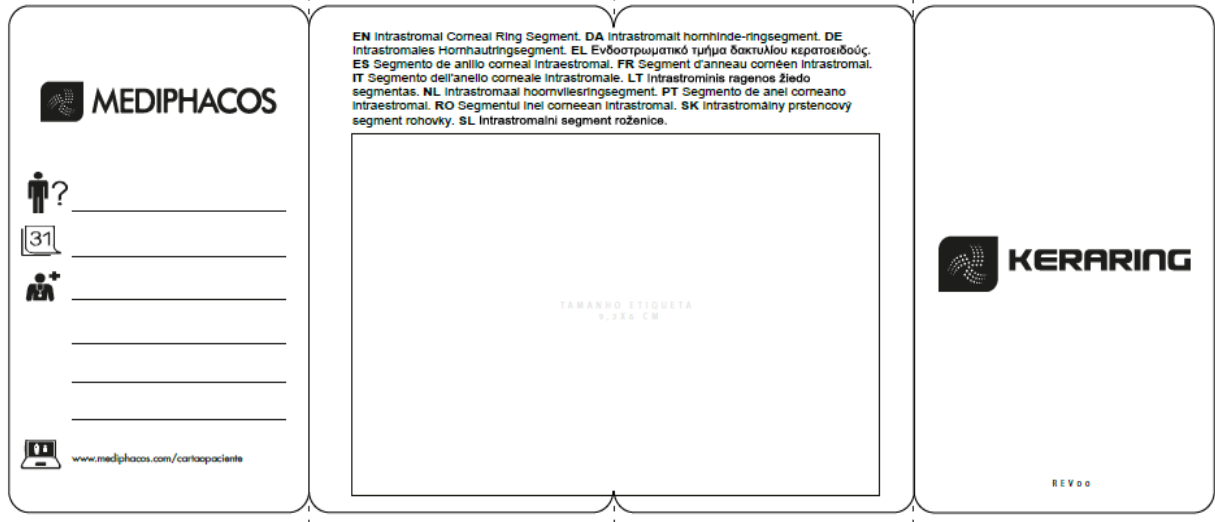 MEDIPHACOS
?
31
www.mediphacos.com/cartaopaciente
EN Intrastromal Corneal Ring Segment. DA Intrastromalt hornhinde-ringsegment. DE
Intrastromales Hornhautringsegment. EL Ενδοστρωματικό τμήμα δακτυλίου κερατοειδούς.
ES Segmento de anillo corneal intraestromal. FR Segment d'anneau cornéen intrastromal.
IT Segmento dell'anello corneale intrastromale. LT Intrastrominis ragenos žiedo
segmentas. NL Intrastromaal hoornvliesringsegment. PT Segmento de anel corneano
intraestromal. RO Segmentul inel corneean intrastromal. SK Intrastromálny prstencový
segment rohovky. SL Intrastromalni segment roženice.
TAMANHO ETIQUETA
9,2X6 CM
KERARING
REV00